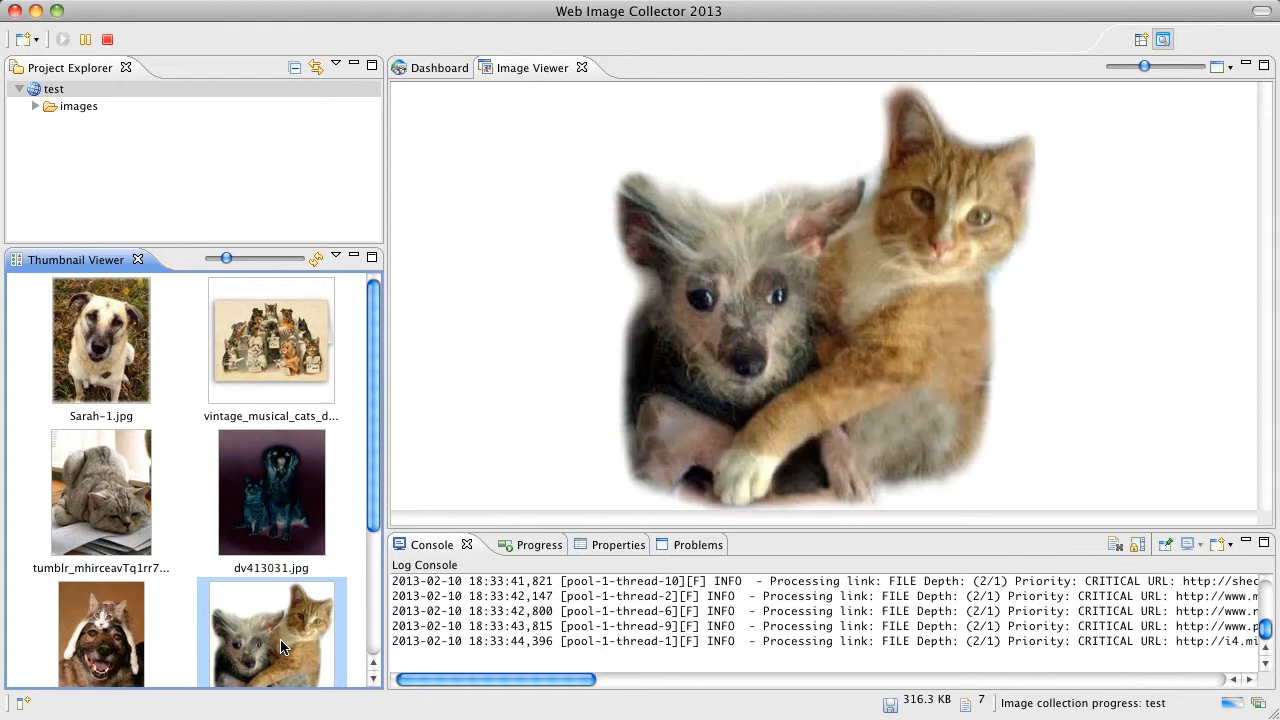 Web Image Collector 2013
Project Explorer
test
images
Dashboard
Image Viewer
Thumbnail Viewer
Sarah-1.jpg
vintage_musical_cats_d...
tumblr_mhirceavTq1rr7...
dv413031.jpg
Console
Progress
Properties
Problems
Log Console
2013-02-10 18:33:41,821 [pool-1-thread-10][F] INFO - Processing link: FILE Depth: (2/1) Priority: CRITICAL URL: http://shec
2013-02-10 18:33:42,147 [pool-1-thread-2][F] INFO - Processing link: FILE Depth: (2/1) Priority: CRITICAL URL: http://www.m
2013-02-10 18:33:42,890 [pool-1-thread-6][F] INFO - Processing link: FILE Depth: (2/1) Priority: CRITICAL URL: http://www.
2013-02-10 18:33:43,815 [pool-1-thread-9][F] INFO - Processing link: FILE Depth: (2/1) Priority: CRITICAL URL: http://www.p
2013-02-10 18:33:44,396 [pool-1-thread-1][F] INFO - Processing link: FILE Depth: (2/1) Priority: CRITICAL URL: http://i4.mi
316.3 KB
7
Image collection progress: test